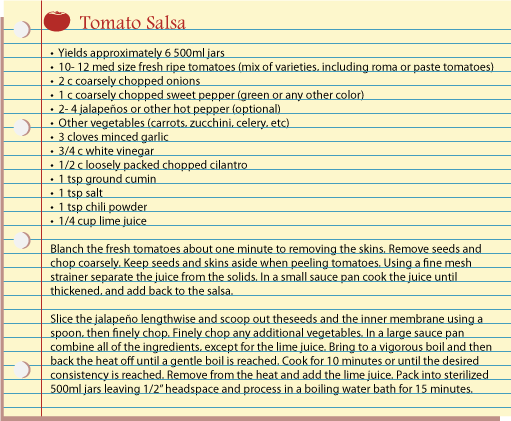 Tomato Salsa
• Yields approximately 6 500ml jars
• 10- 12 med size fresh ripe tomatoes (mix of varieties, including roma or paste tomatoes)
• 2 c coarsely chopped onions
• 1 c coarsely chopped sweet pepper (green or any other color)
• 2- 4 jalapeños or other hot pepper (optional)
• Other vegetables (carrots, zucchini, celery, etc)
• 3 cloves minced garlic
• 3/4 c white vinegar
• 1/2 c loosely packed chopped cilantro
• 1 tsp ground cumin
• 1 tsp salt
• 1 tsp chili powder
• 1/4 cup lime juice
Blanch the fresh tomatoes about one minute to removing the skins. Remove seeds and
chop coarsely. Keep seeds and skins aside when peeling tomatoes. Using a fine mesh
strainer separate the juice from the solids. In a small sauce pan cook the juice until
thickened, and add back to the salsa.
Slice the jalapeño lengthwise and scoop out theseeds and the inner membrane using a
spoon, then finely chop. Finely chop any additional vegetables. In a large sauce pan
combine all of the ingredients, except for the lime juice. Bring to a vigorous boil and then
back the heat off until a gentle boil is reached. Cook for 10 minutes or until the desired
consistency is reached. Remove from the heat and add the lime juice. Pack into sterilized
500ml jars leaving 1/2" headspace and process in a boiling water bath for 15 minutes.